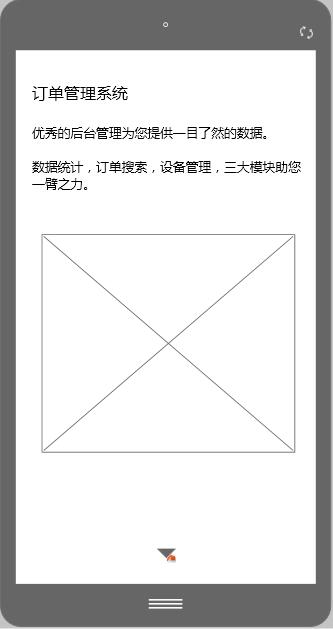 订单管理系统
优秀的后台管理为您提供一目了然的数据。
数据统计，订单搜索，设备管理，三大模块助您
一臂之力。